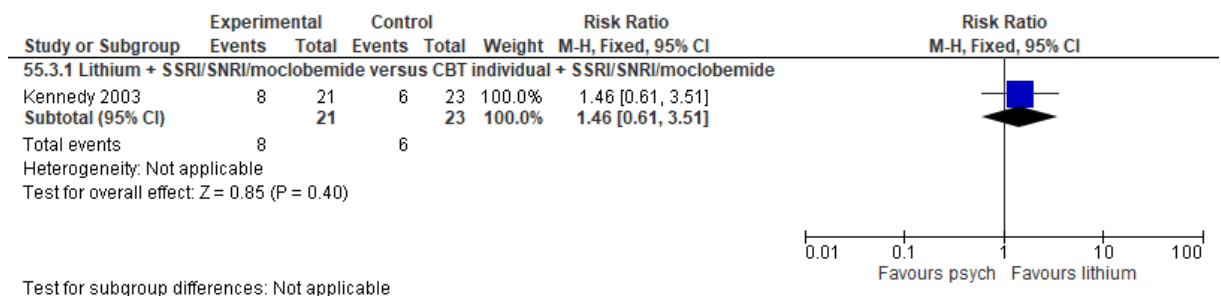 Experimental Control Risk Ratio Risk Ratio
Study or Subgroup Events Total Events Total Weight M-H, Fixed, 95% CI M-H, Fixed, 95% CI
55.3.1 Lithium + SSRI/SNRI/moclobemide versus CBT individual + SSRI/SNRI/moclobemide
Kennedy 2003 8 21 6 23 100.0% 1.46 [0.61, 3.51]
Subtotal (95% CI) 21 23 100.0% 1.46 [0.61, 3.51]
Total events 8 6
Heterogeneity: Not applicable
Test for overall effect: Z = 0.85 (P = 0.40)
0.01 0.1 1 10 100
Favours psych Favours lithium
Test for subgroup differences: Not applicable